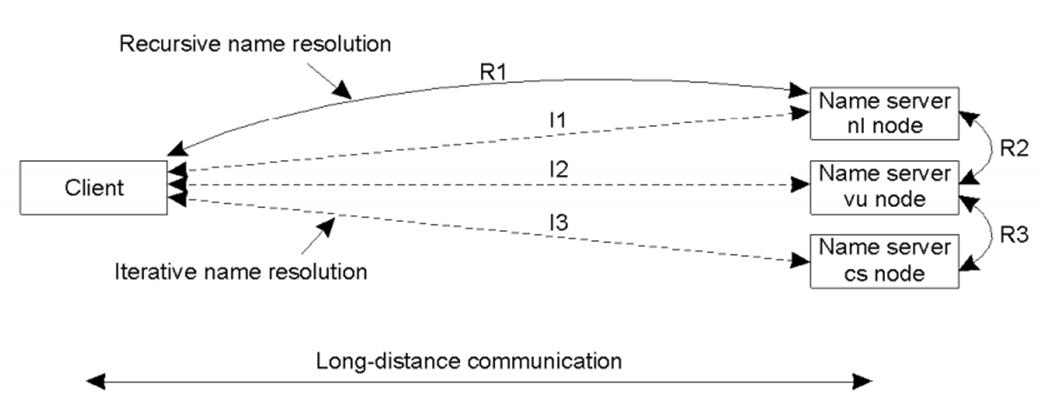 Recursive name resolution
R1
Name server
nl node
I1
R2
I2
Client
Name server
vu node
I3
R3
Name server
cs node
Iterative name resolution
Long-distance communication